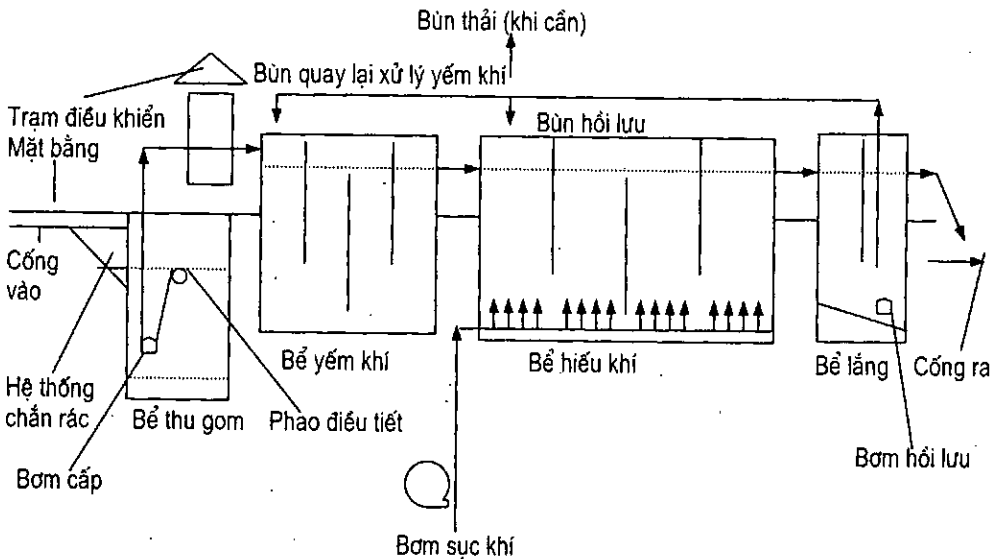 Bùn thải (khi cần)
Bùn quay lại xử lý yếm khí
Trạm điều khiển
Mặt bằng
Bùn hồi lưu
Cống
vào
Hệ thống
chắn rác
Bể thu gom
Bể yếm khí
Phao điều tiết
Bể hiếu khí
Bể lắng
Cống ra
Bơm cấp
Bơm hồi lưu
Bơm sục khí